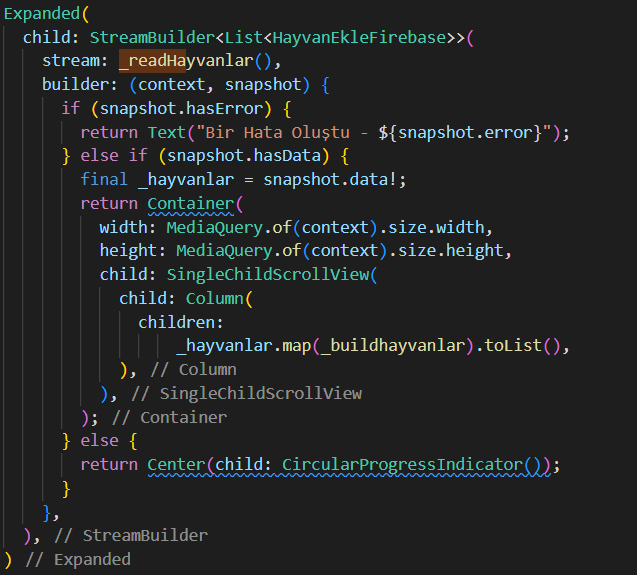 Expanded(
  child: StreamBuilder<List<HayvanEkleFirebase>>(
    stream: _readHayvanlar(),
    builder: (context, snapshot) {
      if (snapshot.hasError) {
        return Text("Bir Hata Oluştu - ${snapshot.error}");
      } else if (snapshot.hasData) {
        final _hayvanlar = snapshot.data!;
        return Container(
          width: MediaQuery.of(context).size.width,
          height: MediaQuery.of(context).size.height,
          child: SingleChildScrollView(
            child: Column(
              children:
                  _hayvanlar.map(_buildhayvanlar).toList(),
            ), // Column
          ), // SingleChildScrollView
        ); // Container
      } else {
        return Center(child: CircularProgressIndicator());
      }
    },
  ), // StreamBuilder
) // Expanded